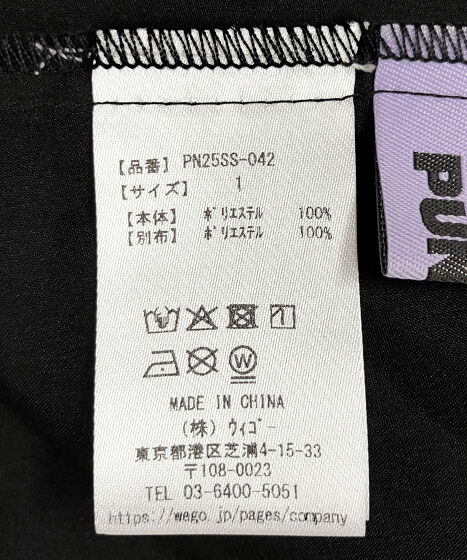 【品番】 PN25SS-042
【サイズ】 1
【本体】 ポリエステル 100%
【別布】 ポリエステル 100%
MADE IN CHINA
(株) ウィゴー
東京都港区芝浦4-15-33
〒108-0023
TEL 03-6400-5051
https://wego.jp/pages/company